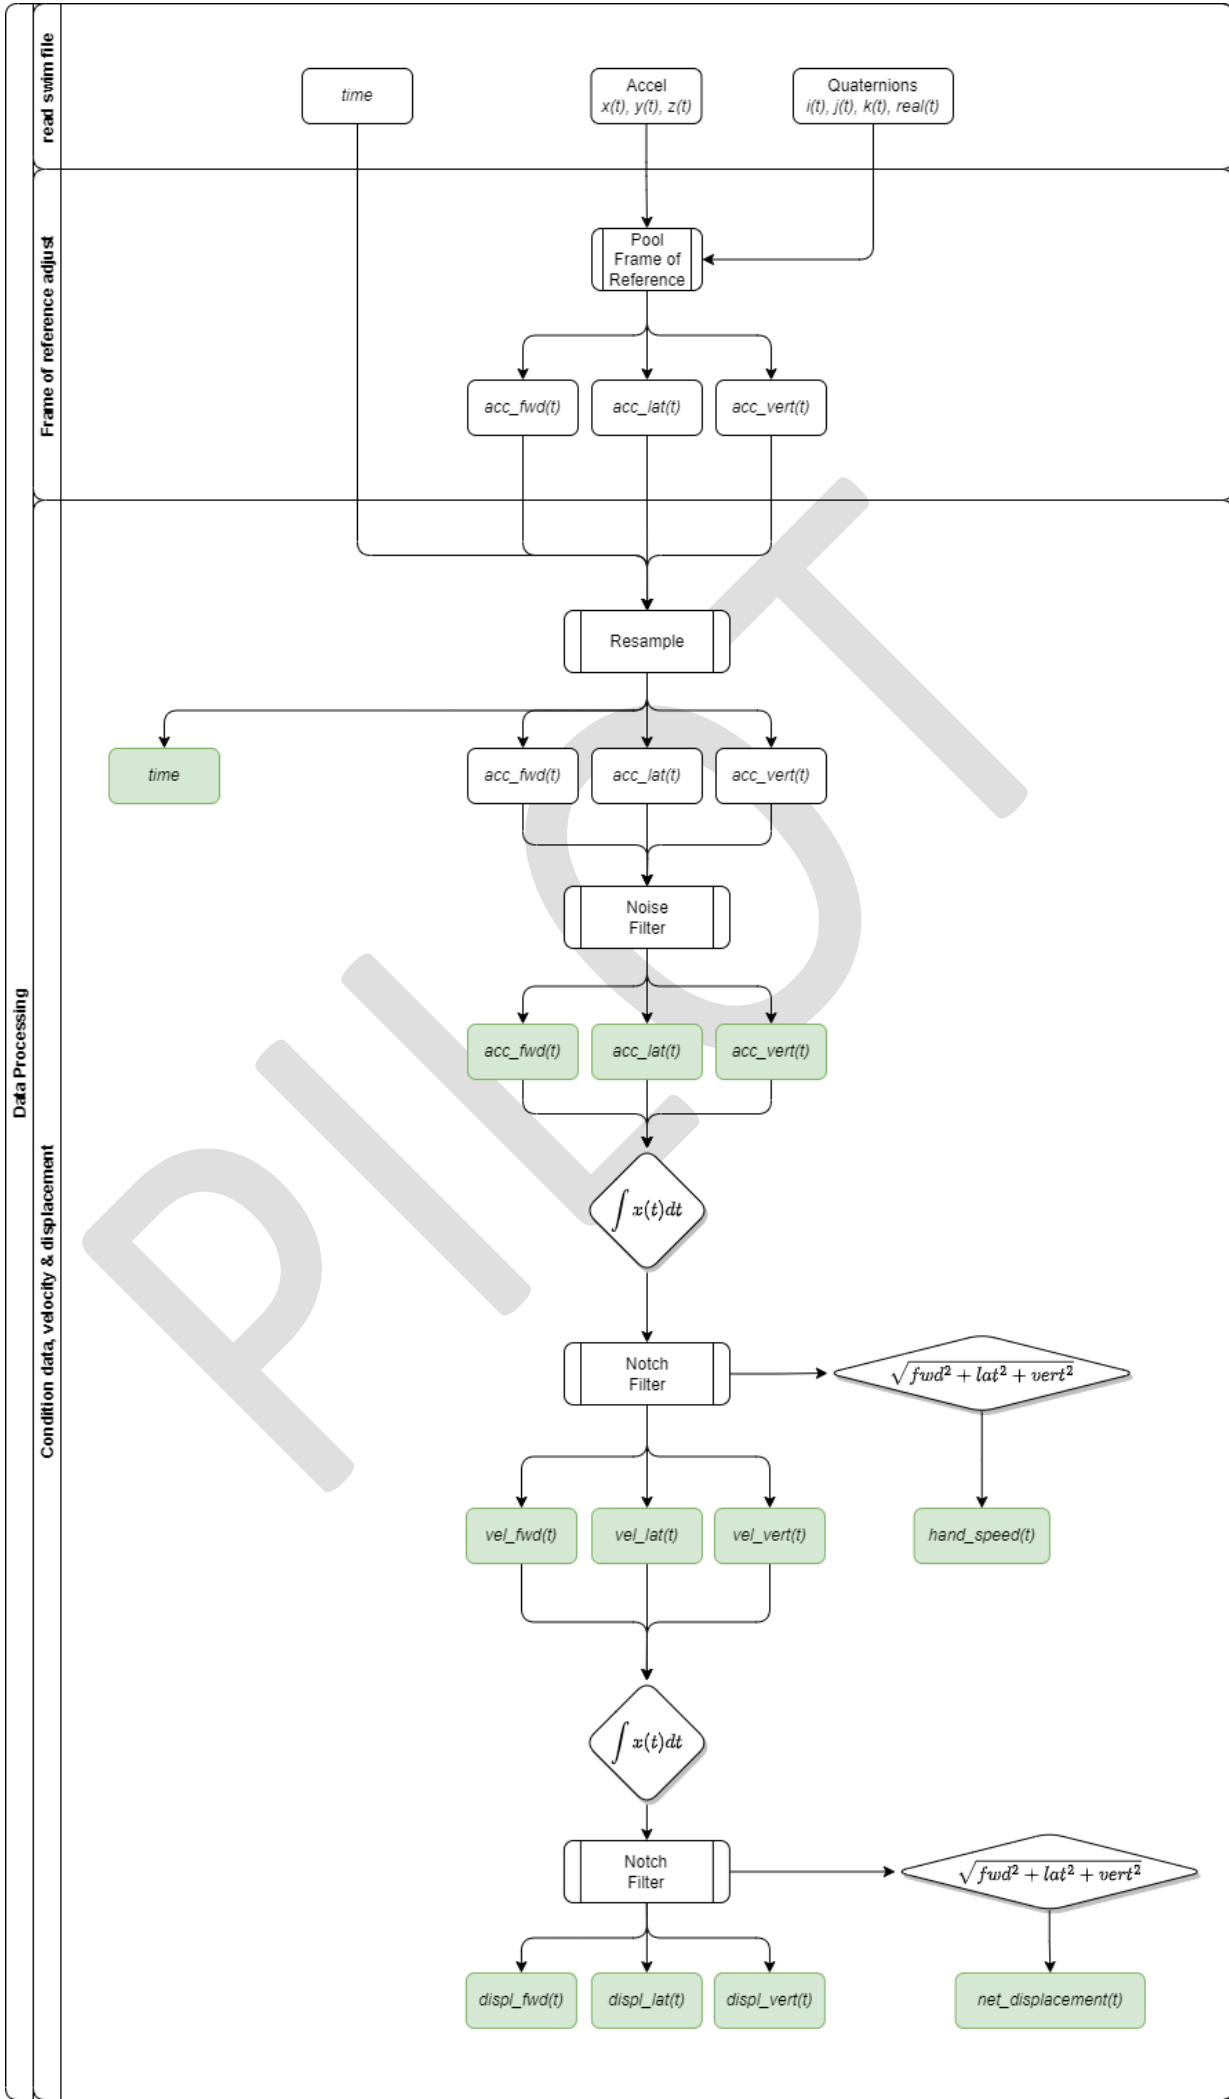 Data Processing
read swim file
time
Accel
x(t), y(t), z(t)
Quaternions
i(t), j(t), k(t), real(t)
Frame of reference adjust
Pool
Frame of
Reference
acc_fwd(t)
acc_lat(t)
acc_vert(t)
Condition data, velocity & displacement
Resample
time
acc_fwd(t)
acc_lat(t)
acc_vert(t)
Noise
Filter
acc_fwd(t)
acc_lat(t)
acc_vert(t)
∫ x(t)dt
Notch
Filter
√(fwd² + lat² + vert²)
vel_fwd(t)
vel_lat(t)
vel_vert(t)
hand_speed(t)
∫ x(t)dt
Notch
Filter
√(fwd² + lat² + vert²)
displ_fwd(t)
displ_lat(t)
displ_vert(t)
net_displacement(t)
PILOT